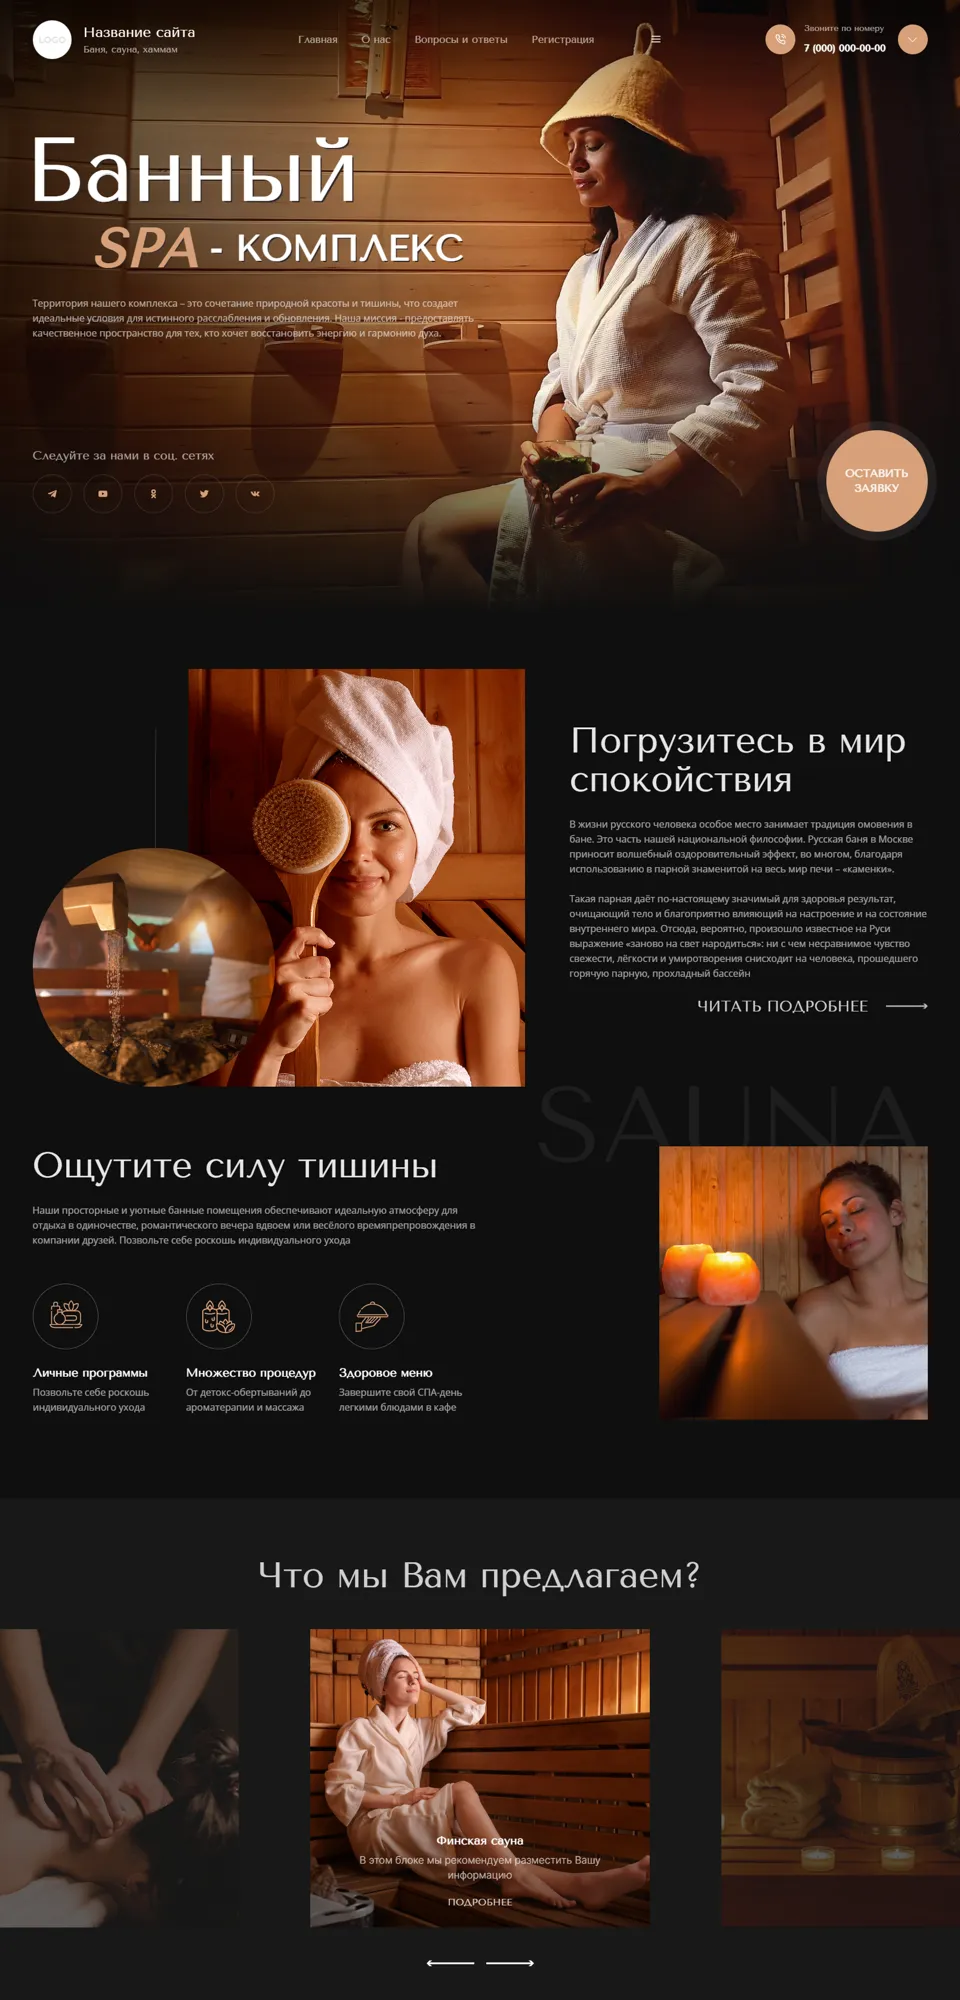 LOGO
Название сайта
Баня, сауна, хаммам
Главная
О нас
Вопросы и ответы
Регистрация
Звоните по номеру
7 (000) 000-00-00
Банный
SPA - КОМПЛЕКС
Территория нашего комплекса – это сочетание природной красоты и тишины, что создает
идеальные условия для истинного расслабления и обновления. Наша миссия - предоставлять
качественное пространство для тех, кто хочет восстановить энергию и гармонию духа.
Следуйте за нами в соц. сетях
ОСТАВИТЬ
ЗАЯВКУ
Погрузитесь в мир
спокойствия
В жизни русского человека особое место занимает традиция омовения в
бане. Это часть нашей национальной философии. Русская баня в Москве
приносит волшебный оздоровительный эффект, во многом, благодаря
использованию в парной знаменитой на весь мир печи – «каменки».
Такая парная даёт по-настоящему значимый для здоровья результат,
очищающий тело и благоприятно влияющий на настроение и на состояние
внутреннего мира. Отсюда, вероятно, произошло известное на Руси
выражение «заново на свет народиться»: ни с чем несравнимое чувство
свежести, лёгкости и умиротворения снисходит на человека, прошедшего
горячую парную, прохладный бассейн
ЧИТАТЬ ПОДРОБНЕЕ
SAUNA
Ощутите силу тишины
Наши просторные и уютные банные помещения обеспечивают идеальную атмосферу для
отдыха в одиночестве, романтического вечера вдвоем или весёлого времяпрепровождения в
компании друзей. Позвольте себе роскошь индивидуального ухода
Личные программы
Позвольте себе роскошь
индивидуального ухода
Множество процедур
От детокс-обертываний до
ароматерапии и массажа
Здоровое меню
Завершите свой СПА-день
легкими блюдами в кафе
Что мы Вам предлагаем?
Финская сауна
В этом блоке мы рекомендуем разместить Вашу
информацию
ПОДРОБНЕЕ